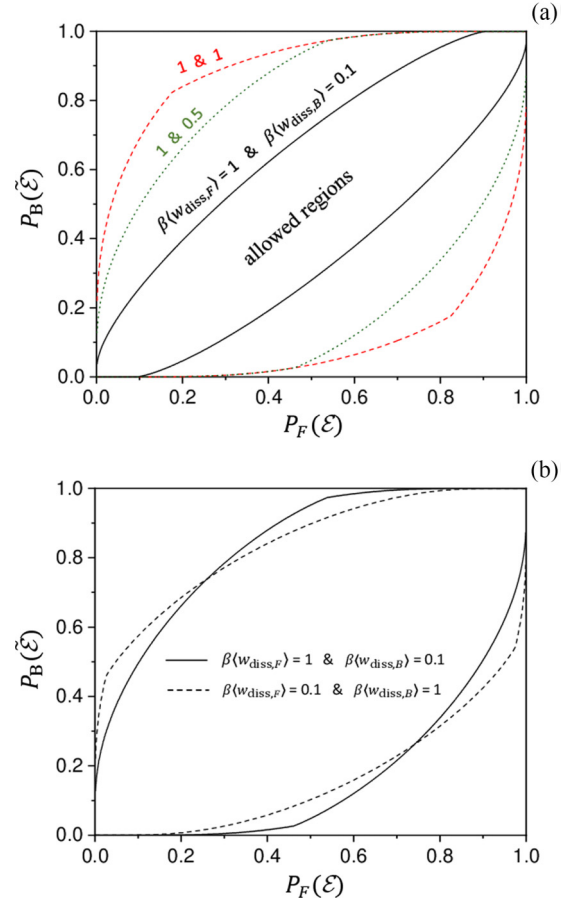 (a)
1.0
0.8
0.6
0.4
0.2
0.0
P_B(ℰ̃)
1 & 1
1 & 0.5
β⟨w_diss,F⟩ = 1 & β⟨w_diss,B⟩ = 0.1
allowed regions
0.0 0.2 0.4 0.6 0.8 1.0
P_F(ℰ)
(b)
1.0
0.8
0.6
0.4
0.2
0.0
P_B(ℰ̃)
β⟨w_diss,F⟩ = 1 & β⟨w_diss,B⟩ = 0.1
β⟨w_diss,F⟩ = 0.1 & β⟨w_diss,B⟩ = 1
0.0 0.2 0.4 0.6 0.8 1.0
P_F(ℰ)